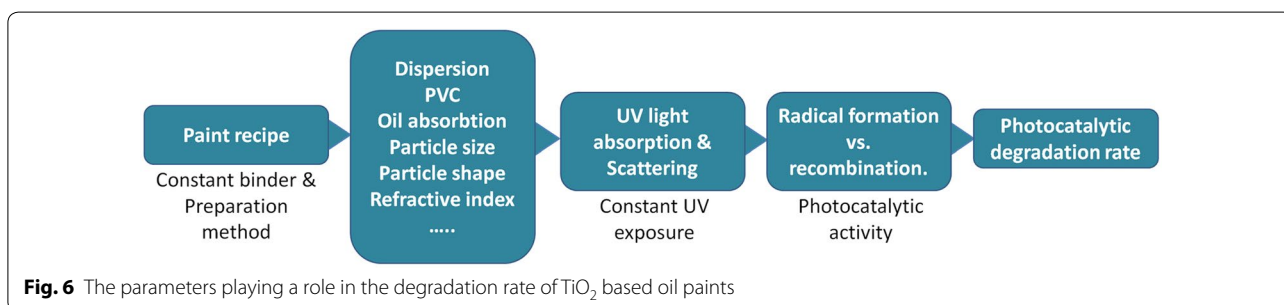 Paint recipe
Constant binder &
Preparation
method
Dispersion
PVC
Oil absorbtion
Particle size
Particle shape
Refractive index
.....
UV light
absorption &
Scattering
Constant UV
exposure
Radical formation
vs.
recombination.
Photocatalytic
activity
Photocatalytic
degradation rate
Fig. 6 The parameters playing a role in the degradation rate of TiO₂ based oil paints